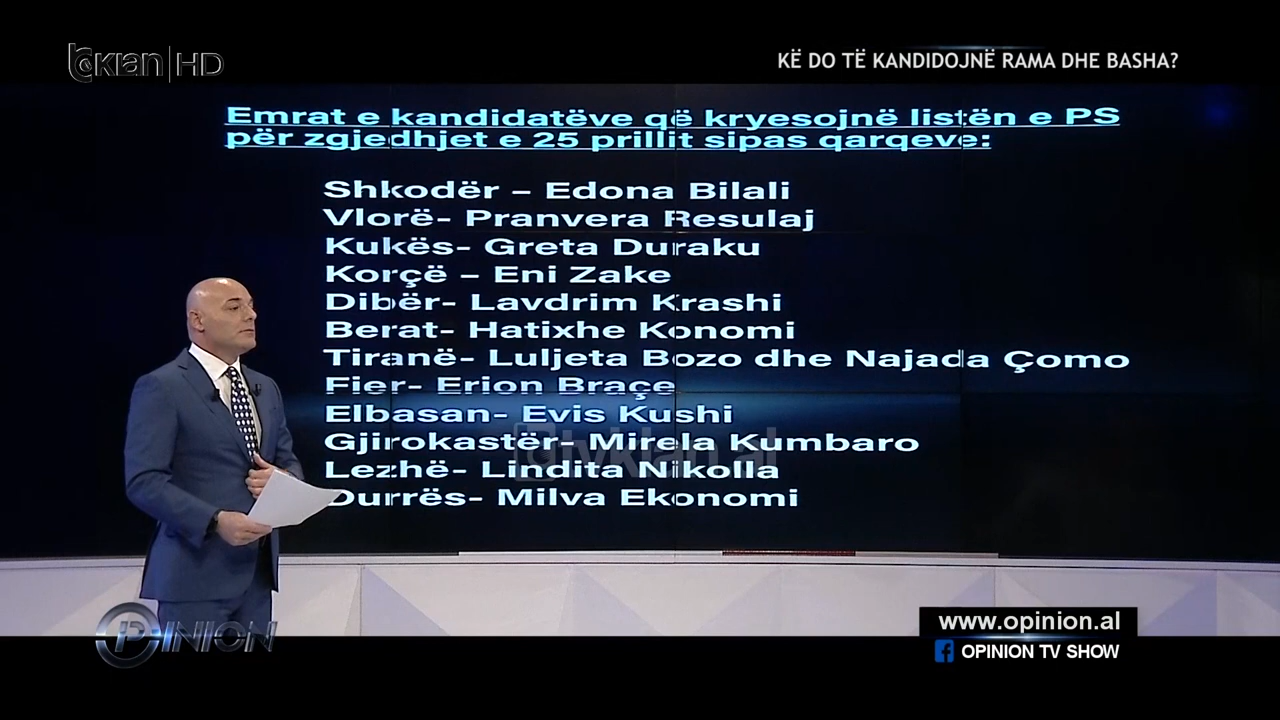 tvklan HD
KË DO TË KANDIDOJNË RAMA DHE BASHA?
Emrat e kandidatëve që kryesojnë listën e PS
për zgjedhjet e 25 prillit sipas qarqeve:
Shkodër – Edona Bilali
Vlorë- Pranvera Resulaj
Kukës- Greta Duraku
Korçë – Eni Zake
Dibër- Lavdrim Krashi
Berat- Hatixhe Konomi
Tiranë- Luljeta Bozo dhe Najada Çomo
Fier- Erion Braçe
Elbasan- Evis Kushi
Gjirokastër- Mirela Kumbaro
tvklan.al
Lezhë- Lindita Nikolla
Durrës- Milva Ekonomi
OPINION
www.opinion.al
OPINION TV SHOW